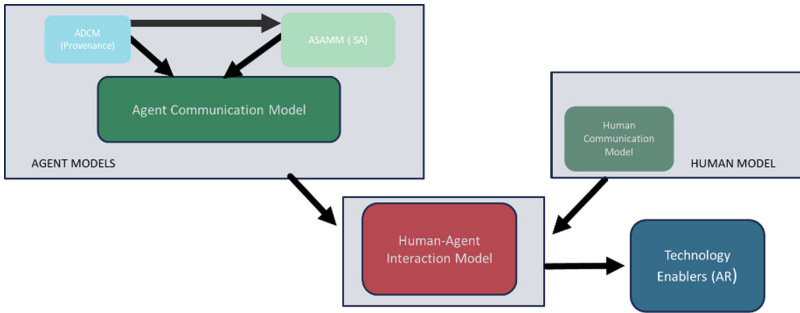 ADCM
(Provenance)
ASAMM ( SA)
Agent Communication Model
AGENT MODELS
Human
Communication
Model
HUMAN MODEL
Human-Agent
Interaction Model
Technology
Enablers (AR)